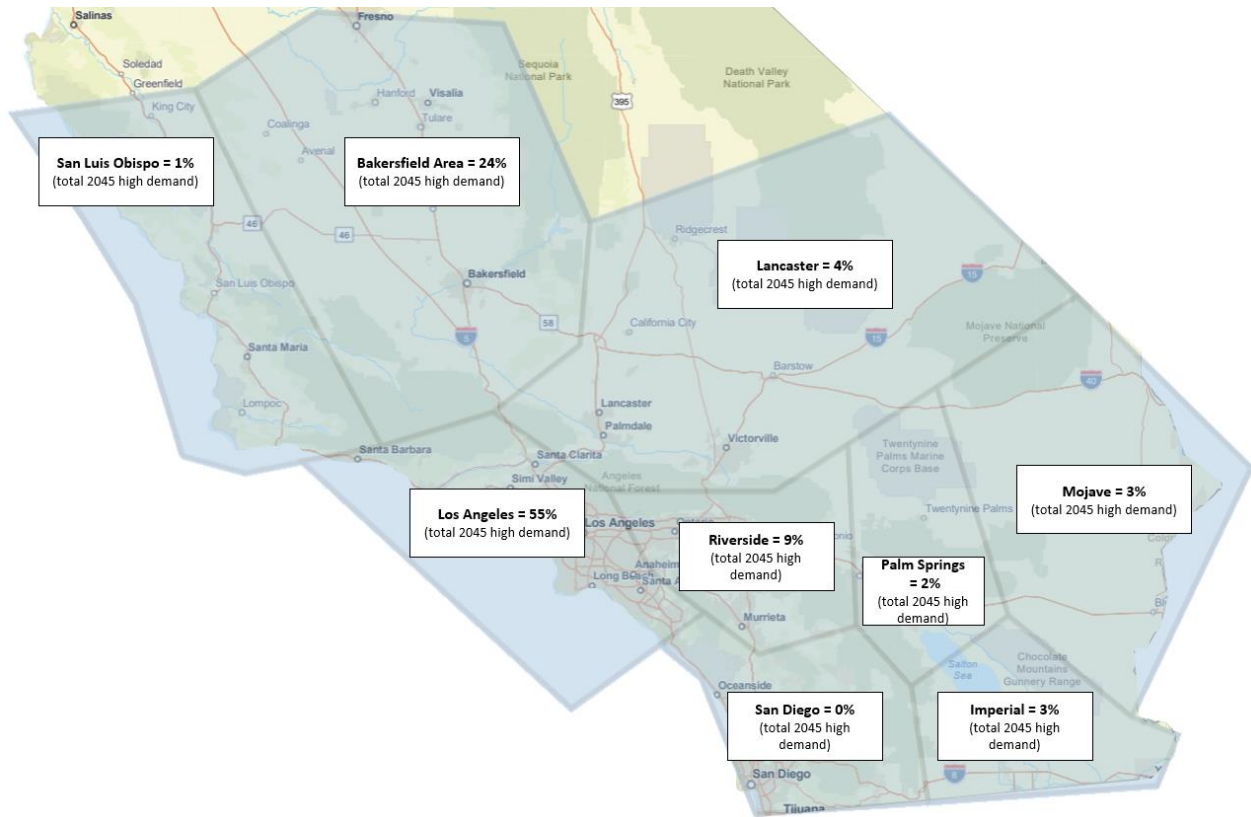 Salinas
Fresno
Soledad
Greenfield
King City
Sequoia
National Park
Death Valley
National Park
395
Hanford
Visalia
Tulare
Coalinga
Avenal
San Luis Obispo = 1%
(total 2045 high demand)
Bakersfield Area = 24%
(total 2045 high demand)
46
46
Ridgecrest
Lancaster = 4%
(total 2045 high demand)
15
Bakersfield
San Luis Obispo
58
5
California City
15
Mojave National
Preserve
Santa Maria
Barstow
40
Lompoc
Lancaster
Palmdale
Victorville
Twentynine
Palms Marine
Corps Base
Santa Barbara
Santa Clarita
Simi Valley
Angeles
National Forest
Los Angeles = 55%
(total 2045 high demand)
Los Angeles
Mojave = 3%
(total 2045 high demand)
Twentynine Palms
Riverside = 9%
(total 2045 high
demand)
Palm Springs
= 2%
(total 2045 high
demand)
Anaheim
Long Beach
Santa A
Murrieta
Salton
Sea
Chocolate
Mountains
Gunnery Range
Oceanside
San Diego = 0%
(total 2045 high
demand)
Imperial = 3%
(total 2045 high
demand)
San Diego
8
Tijuana